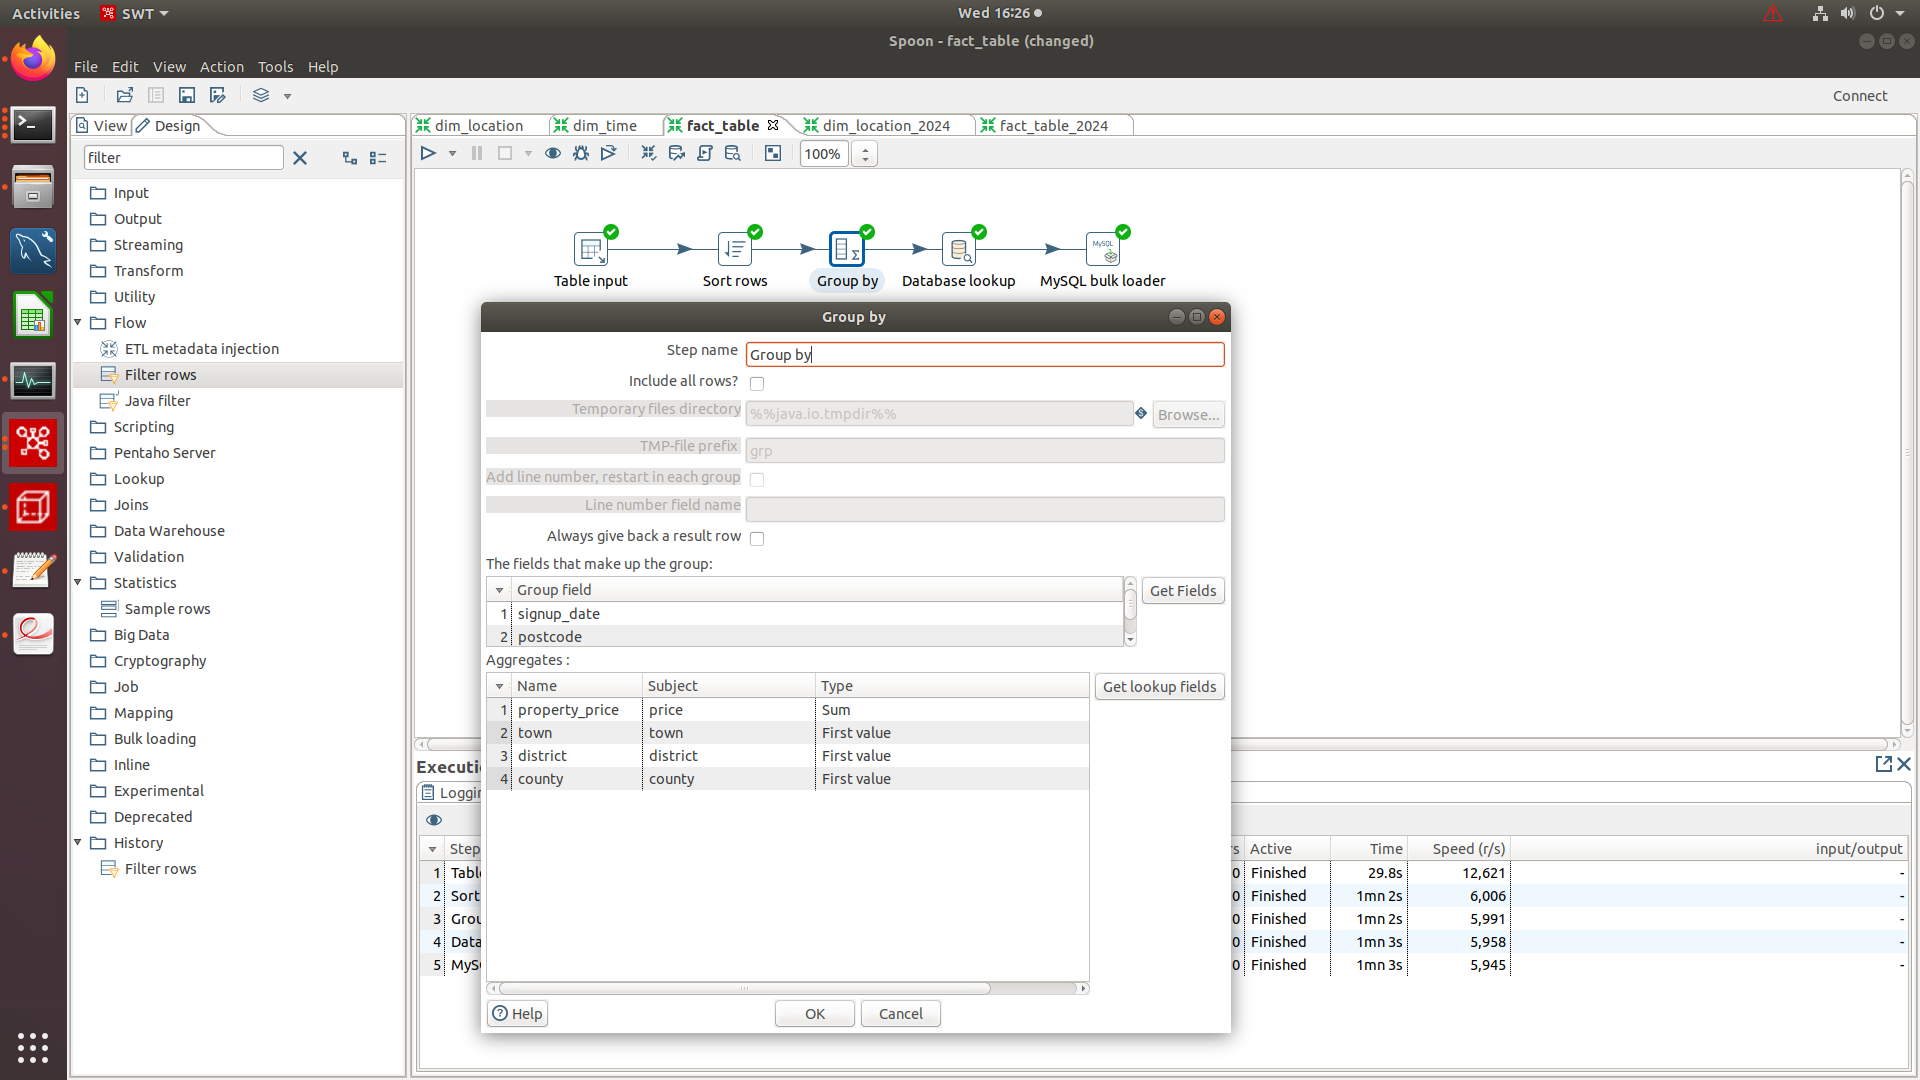 Activities
SWT
Wed 16:26
Spoon - fact_table (changed)
File Edit View Action Tools Help
Connect
View Design
filter
Input
Output
Streaming
Transform
Utility
Flow
ETL metadata injection
Filter rows
Java filter
Scripting
Pentaho Server
Lookup
Joins
Data Warehouse
Validation
Statistics
Sample rows
Big Data
Cryptography
Job
Mapping
Bulk loading
Inline
Experimental
Deprecated
History
Filter rows
dim_location dim_time fact_table dim_location_2024 fact_table_2024
100%
Table input Sort rows Group by Database lookup MySQL bulk loader
MySQL
Group by
Step name Group by
Include all rows?
Temporary files directory %%java.io.tmpdir%% Browse...
TMP-file prefix grp
Add line number, restart in each group
Line number field name
Always give back a result row
The fields that make up the group:
Group field
1 signup_date
2 postcode
Get Fields
Aggregates :
Name Subject Type
1 property_price price Sum
2 town town First value
3 district district First value
4 county county First value
Get lookup fields
Help OK Cancel
Executi
Loggin
Step s Active Time Speed (r/s) input/output
1 Tabl 0 Finished 29.8s 12,621 -
2 Sort 0 Finished 1mn 2s 6,006 -
3 Grou 0 Finished 1mn 2s 5,991 -
4 Data 0 Finished 1mn 3s 5,958 -
5 MyS 0 Finished 1mn 3s 5,945 -